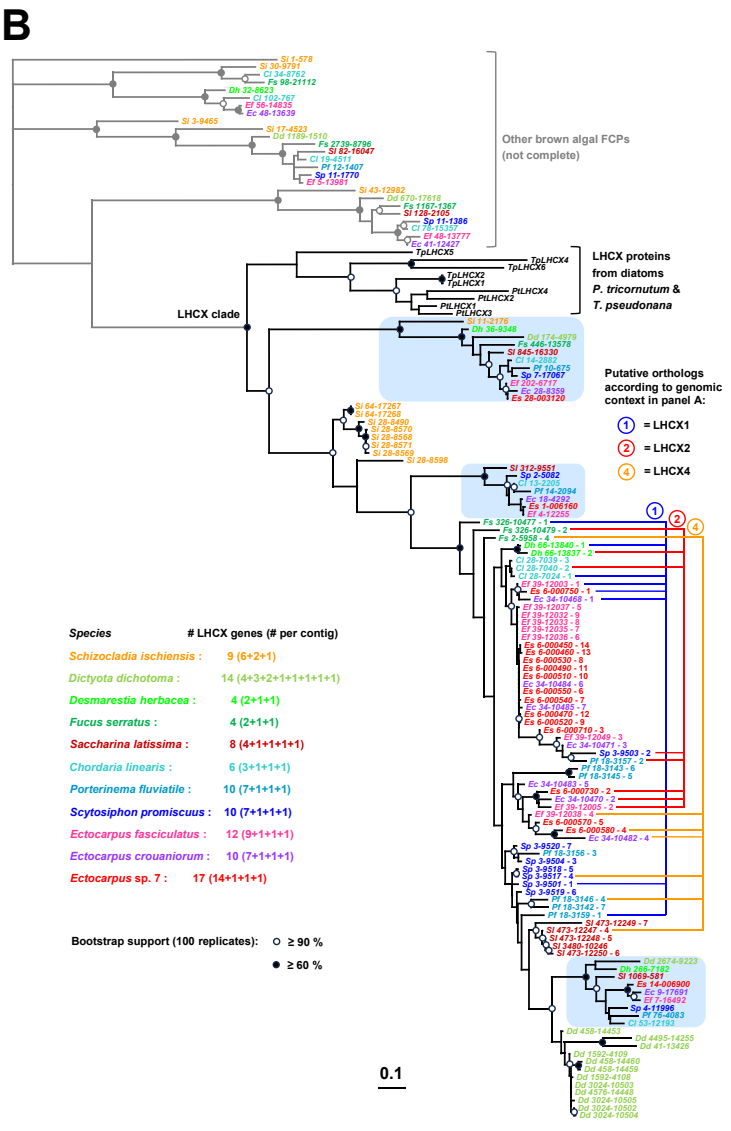 B
Si 1-578
Si 30-9791
Cl 34-8762
Fs 98-21112
Dh 32-8623
Cl 102-767
Ef 56-14835
Ec 48-13639
Si 3-9465
Si 17-4523
Dd 1189-1510
Fs 2739-8796
Sl 82-16047
Cl 19-4511
Pf 12-1407
Sp 11-1770
Ef 5-13981
Other brown algal FCPs
(not complete)
Si 43-12982
Dd 670-17618
Fs 1167-1367
Sl 128-2105
Sp 11-1386
Cl 78-15357
Ef 48-13777
Ec 41-12427
TpLHCX5
TpLHCX4
TpLHCX6
TpLHCX2
TpLHCX1
PtLHCX4
PtLHCX2
PtLHCX1
PtLHCX3
LHCX proteins
from diatoms
P. tricornutum &
T. pseudonana
LHCX clade
Si 11-2176
Dh 36-9348
Dd 174-4979
Fs 446-13578
Sl 845-16330
Cl 14-2882
Pf 10-675
Sp 7-17067
Ef 202-6717
Ec 28-8359
Es 28-003120
Putative orthologs
according to genomic
context in panel A:
1 = LHCX1
2 = LHCX2
4 = LHCX4
Si 64-17267
Si 64-17268
Si 28-8490
Si 28-8570
Si 28-8568
Si 28-8571
Si 28-8569
Si 28-8598
Sl 312-9551
Sp 2-5082
Cl 13-2205
Pf 14-2094
Ec 18-4292
Es 1-006160
Ef 4-12255
1
2
4
Fs 326-10477 - 1
Fs 326-10479 - 2
Fs 2-5958 - 4
Dh 66-13840 - 1
Dh 66-13837 - 2
Cl 28-7039 - 3
Cl 28-7040 - 2
Cl 28-7024 - 1
Ef 39-12003 - 1
Es 6-000750 - 1
Ec 34-10468 - 1
Ef 39-12037 - 5
Ef 39-12032 - 9
Ef 39-12033 - 8
Ef 39-12035 - 7
Ef 39-12036 - 6
Es 6-000450 - 14
Es 6-000460 - 13
Es 6-000530 - 8
Es 6-000490 - 11
Es 6-000510 - 10
Ec 34-10484 - 6
Es 6-000550 - 6
Es 6-000540 - 7
Ec 34-10485 - 7
Es 6-000470 - 12
Es 6-000520 - 9
Es 6-000710 - 3
Ef 39-12049 - 3
Ec 34-10471 - 3
Sp 3-9503 - 2
Pf 18-3157 - 2
Pf 18-3143 - 6
Pf 18-3145 - 5
Ec 34-10483 - 5
Es 6-000730 - 2
Ec 34-10470 - 2
Ef 39-12005 - 2
Ef 39-12038 - 4
Es 6-000570 - 5
Es 6-000580 - 4
Ec 34-10482 - 4
Sp 3-9520 - 7
Pf 18-3156 - 3
Sp 3-9504 - 3
Sp 3-9518 - 5
Sp 3-9517 - 4
Sp 3-9501 - 1
Sp 3-9519 - 6
Pf 18-3146 - 4
Pf 18-3142 - 7
Pf 18-3159 - 1
Sl 473-12249 - 7
Sl 473-12247 - 4
Sl 473-12248 - 5
Sl 3480-10246
Sl 473-12250 - 6
Dd 2674-9223
Dh 266-7182
Sl 1069-581
Es 14-006900
Ec 9-17691
Ef 7-16492
Sp 4-11996
Pf 76-4083
Cl 53-12193
Dd 458-14453
Dd 4495-14255
Dd 41-13426
Dd 1592-4109
Dd 458-14460
Dd 458-14459
Dd 1592-4108
Dd 3024-10503
Dd 4576-14448
Dd 3024-10505
Dd 3024-10502
Dd 3024-10504
Species # LHCX genes (# per contig)
Schizocladia ischiensis : 9 (6+2+1)
Dictyota dichotoma : 14 (4+3+2+1+1+1+1+1)
Desmarestia herbacea : 4 (2+1+1)
Fucus serratus : 4 (2+1+1)
Saccharina latissima : 8 (4+1+1+1+1)
Chordaria linearis : 6 (3+1+1+1)
Porterinema fluviatile : 10 (7+1+1+1)
Scytosiphon promiscuus : 10 (7+1+1+1)
Ectocarpus fasciculatus : 12 (9+1+1+1)
Ectocarpus crouaniorum : 10 (7+1+1+1)
Ectocarpus sp. 7 : 17 (14+1+1+1)
Bootstrap support (100 replicates): ≥ 90 %
≥ 60 %
0.1